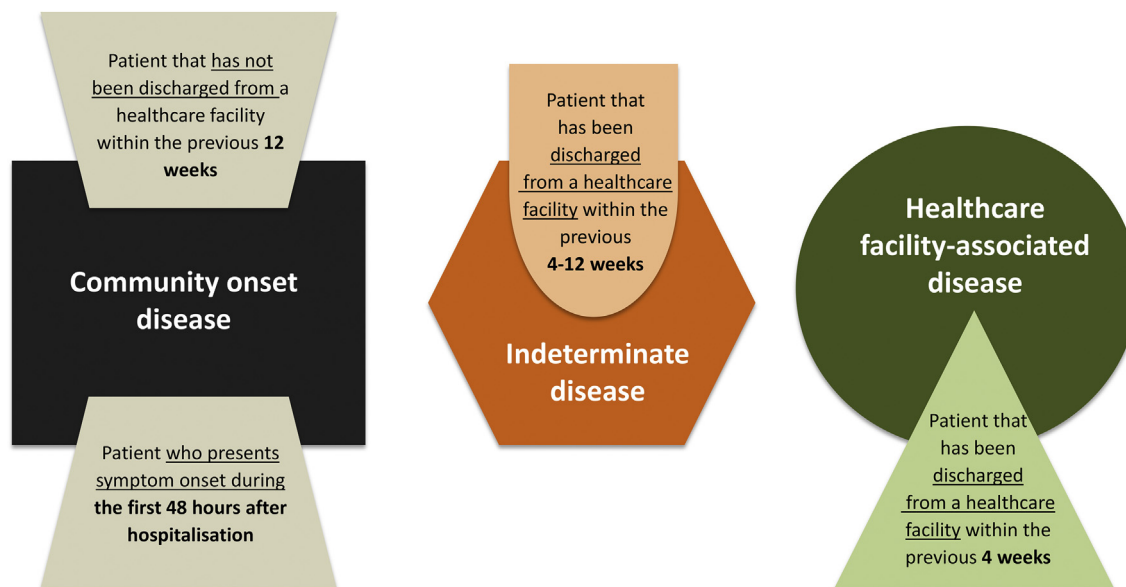 Patient that has not
been discharged from a
healthcare facility
within the previous 12
weeks
Community onset
disease
Patient who presents
symptom onset during
the first 48 hours after
hospitalisation
Patient that
has been
discharged
from a healthcare
facility within the
previous
4-12 weeks
Indeterminate
disease
Healthcare
facility-associated
disease
Patient that
has been
discharged
from a healthcare
facility within the
previous 4 weeks